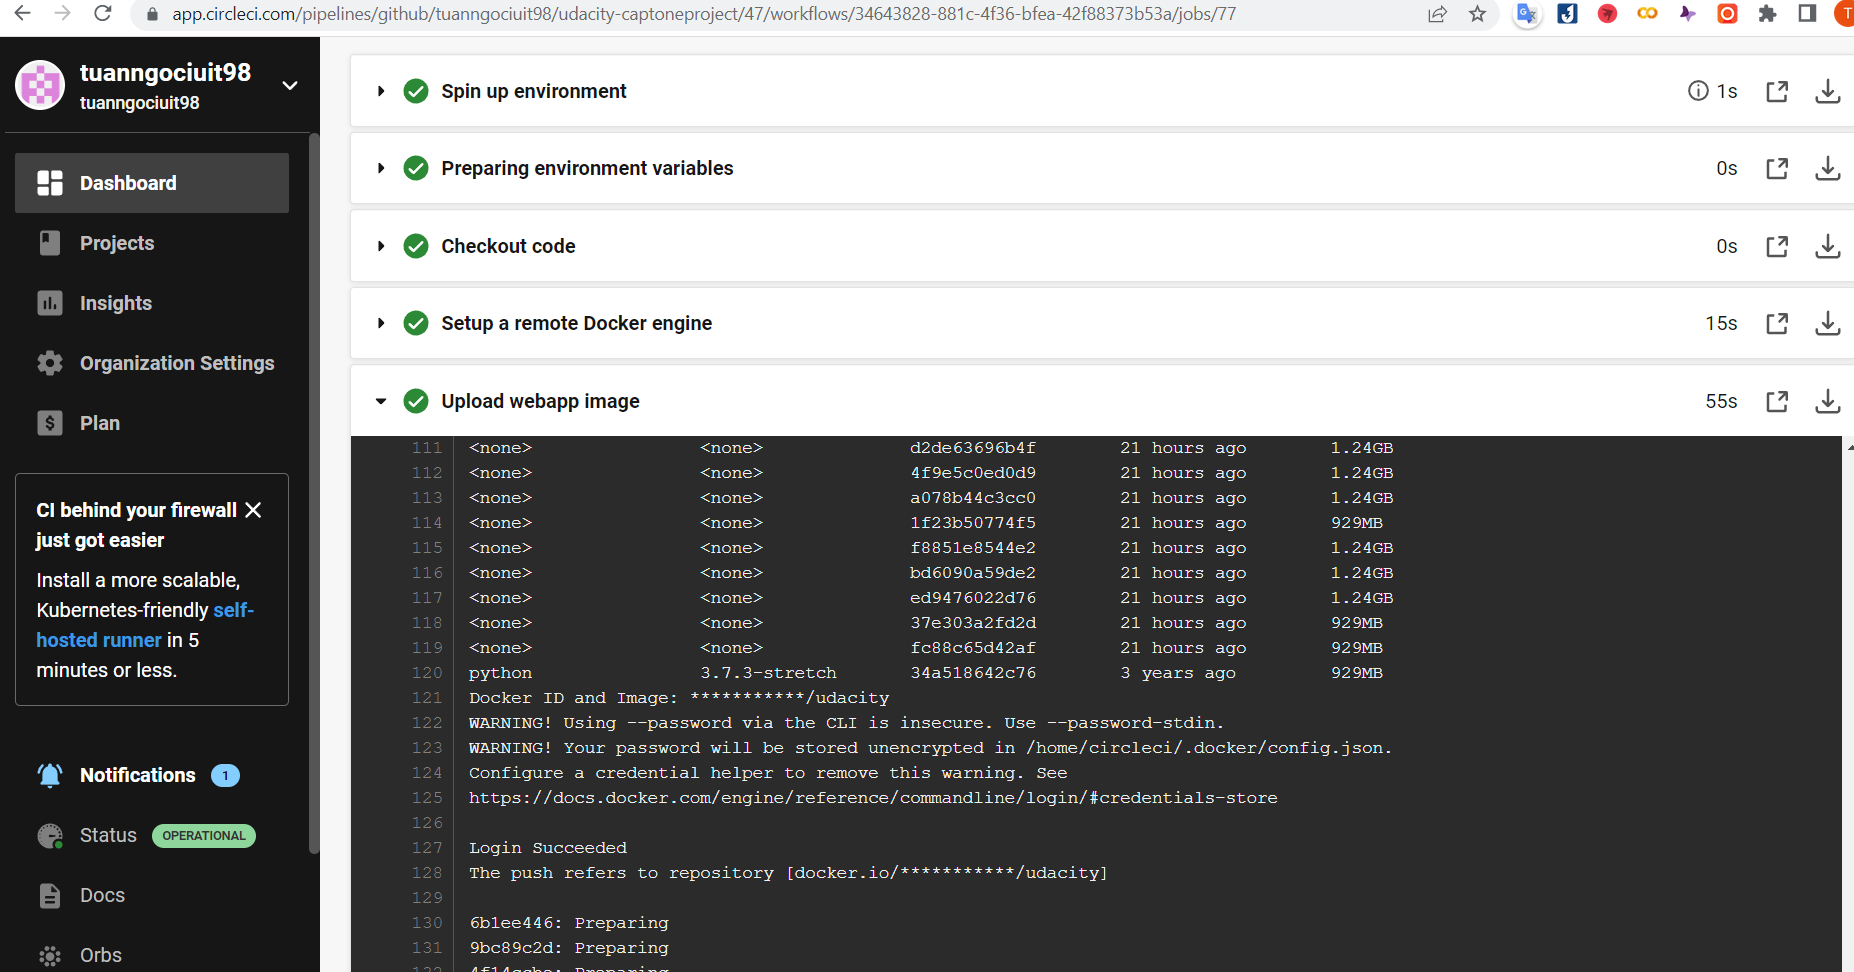 app.circleci.com/pipelines/github/tuanngociuit98/udacity-captoneproject/47/workflows/34643828-881c-4f36-bfea-42f88373b53a/jobs/77
T
tuanngociuit98
tuanngociuit98
Dashboard
Projects
Insights
Organization Settings
Plan
CI behind your firewall
just got easier
Install a more scalable,
Kubernetes-friendly self-
hosted runner in 5
minutes or less.
Notifications 1
Status OPERATIONAL
Docs
Orbs
Spin up environment 1s
Preparing environment variables 0s
Checkout code 0s
Setup a remote Docker engine 15s
Upload webapp image 55s
111 <none> <none> d2de63696b4f 21 hours ago 1.24GB
112 <none> <none> 4f9e5c0ed0d9 21 hours ago 1.24GB
113 <none> <none> a078b44c3cc0 21 hours ago 1.24GB
114 <none> <none> 1f23b50774f5 21 hours ago 929MB
115 <none> <none> f8851e8544e2 21 hours ago 1.24GB
116 <none> <none> bd6090a59de2 21 hours ago 1.24GB
117 <none> <none> ed9476022d76 21 hours ago 1.24GB
118 <none> <none> 37e303a2fd2d 21 hours ago 929MB
119 <none> <none> fc88c65d42af 21 hours ago 929MB
120 python 3.7.3-stretch 34a518642c76 3 years ago 929MB
121 Docker ID and Image: ***********/udacity
122 WARNING! Using --password via the CLI is insecure. Use --password-stdin.
123 WARNING! Your password will be stored unencrypted in /home/circleci/.docker/config.json.
124 Configure a credential helper to remove this warning. See
125 https://docs.docker.com/engine/reference/commandline/login/#credentials-store
126
127 Login Succeeded
128 The push refers to repository [docker.io/***********/udacity]
129
130 6b1ee446: Preparing
131 9bc89c2d: Preparing
132 Preparing